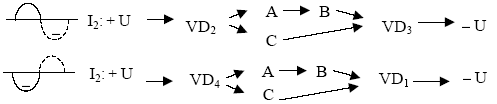 I2: + U VD2 A B VD3 – U
C
I2: + U VD4 A B VD1 – U
C